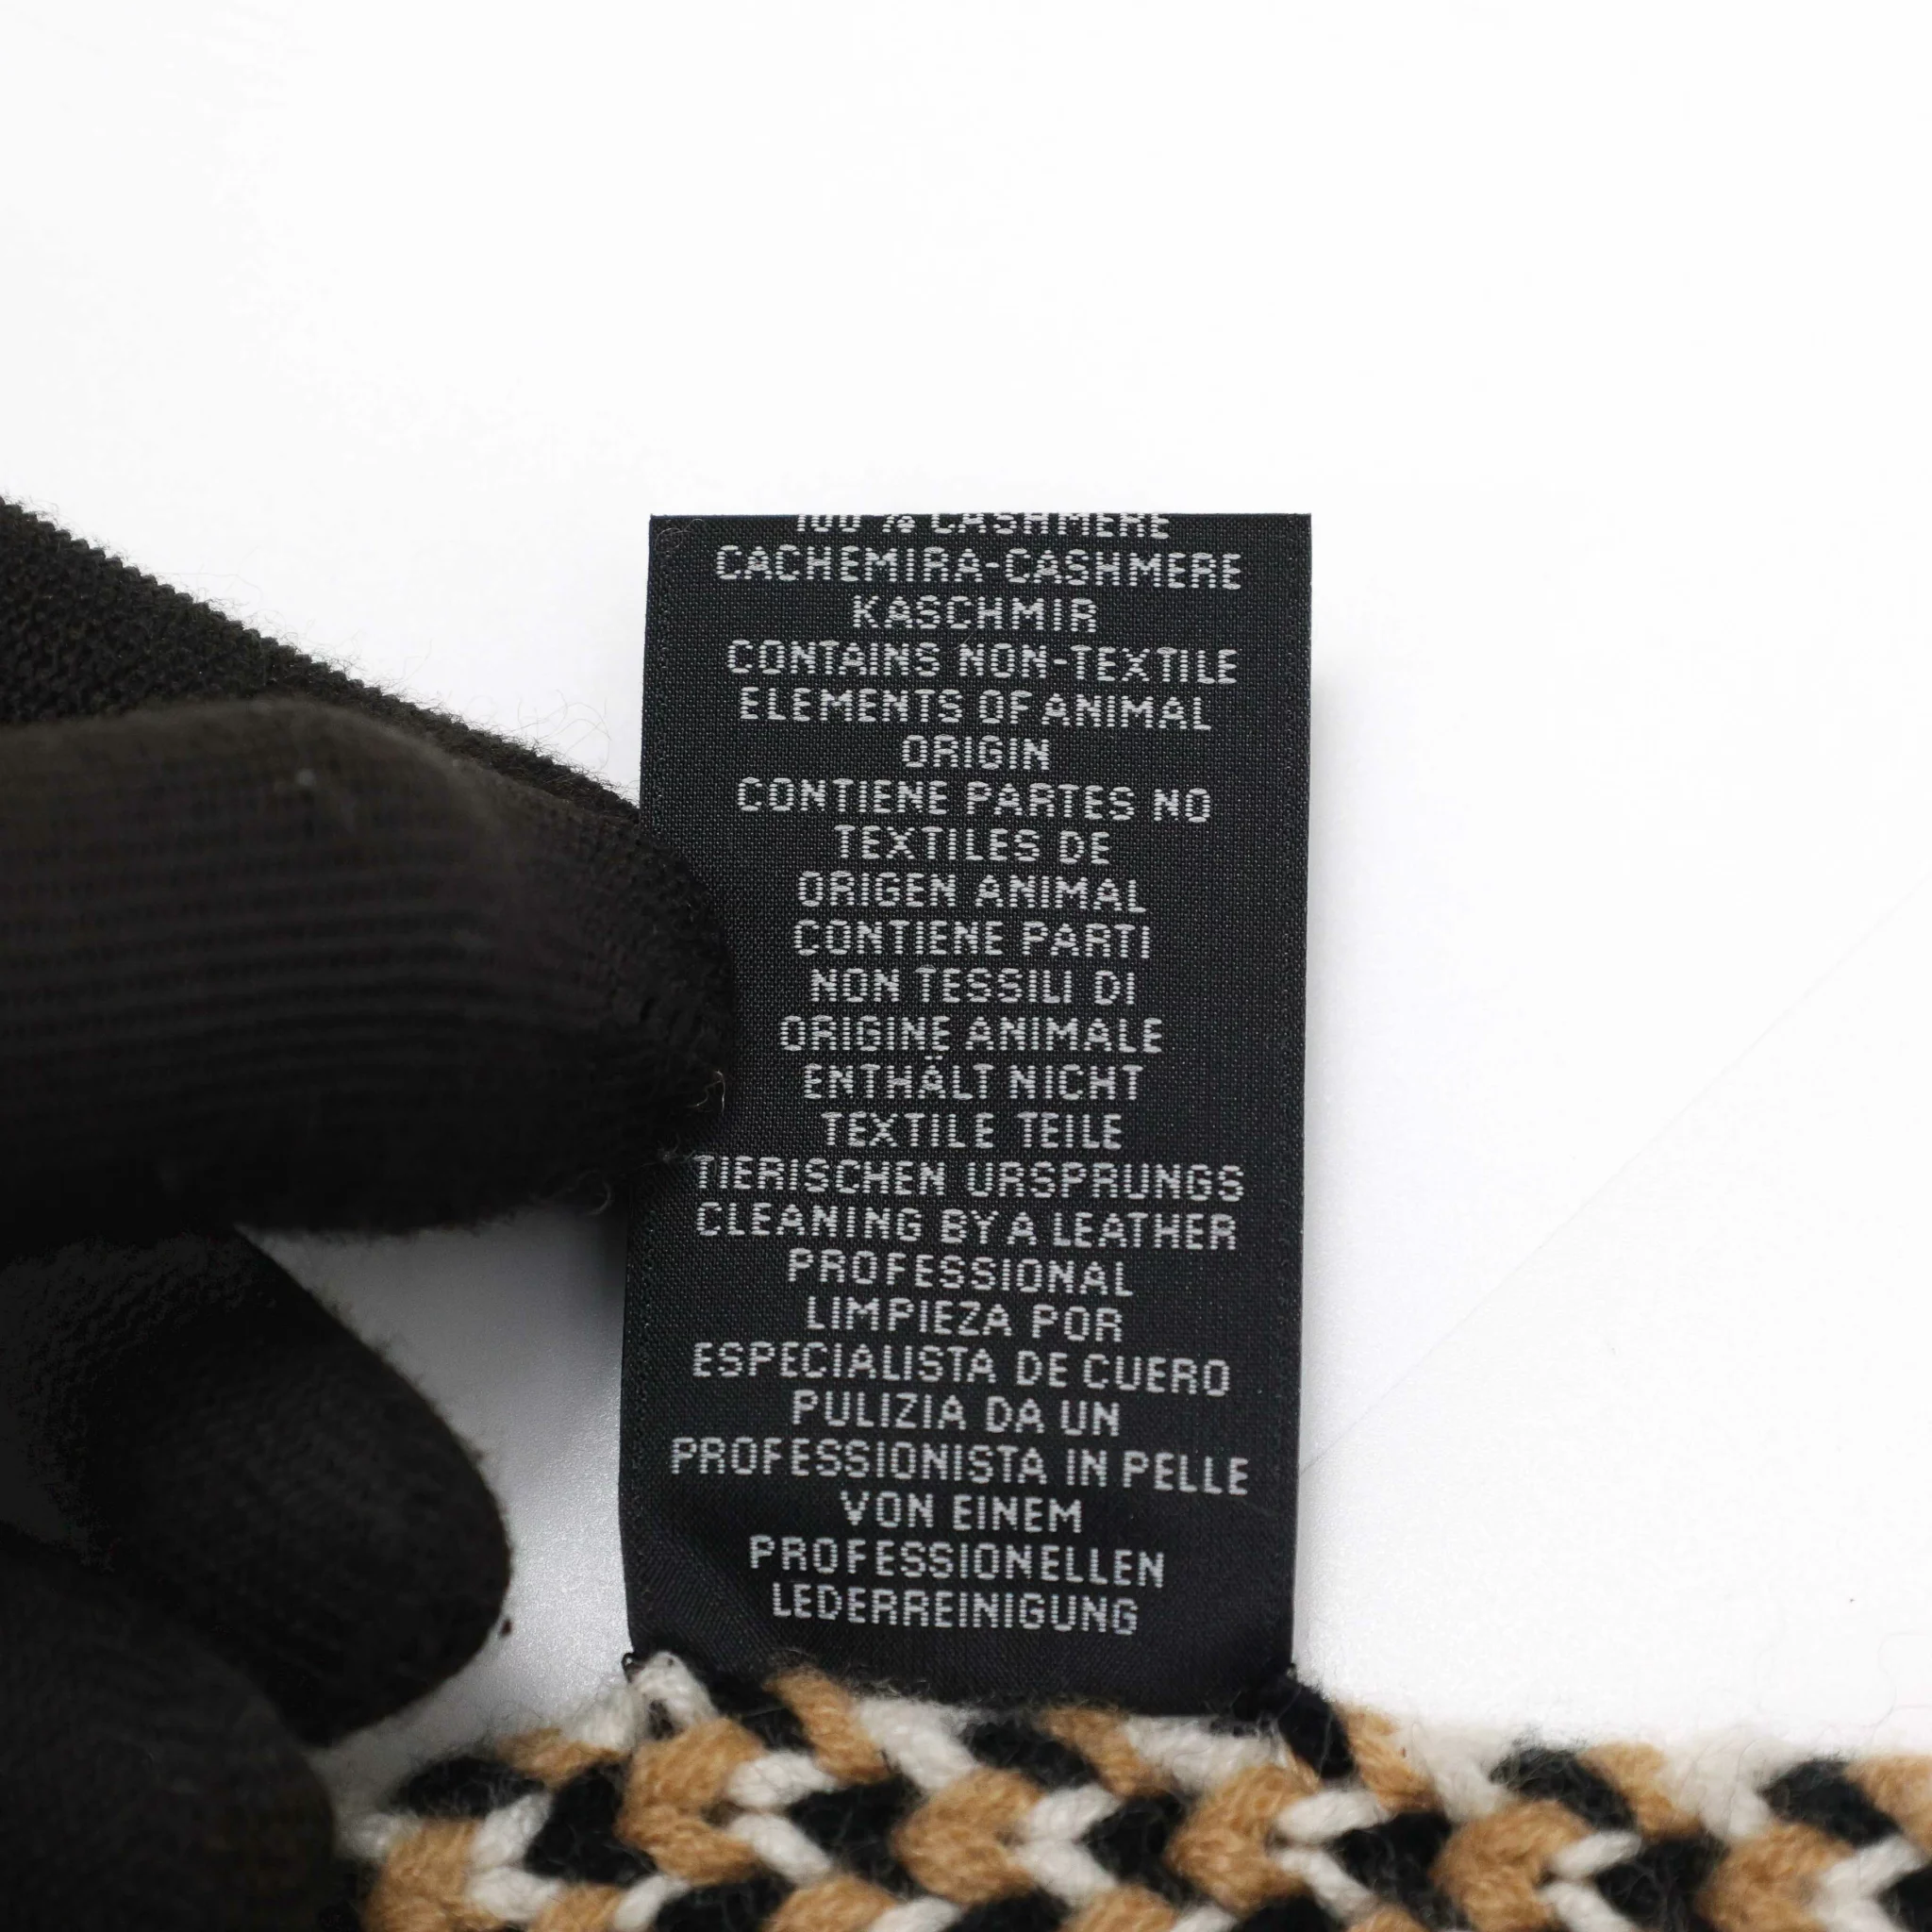 100 % CASHMERE
CACHEMIRA-CASHMERE
KASCHMIR
CONTAINS NON-TEXTILE
ELEMENTS OF ANIMAL
ORIGIN
CONTIENE PARTES NO
TEXTILES DE
ORIGEN ANIMAL
CONTIENE PARTI
NON TESSILI DI
ORIGINE ANIMALE
ENTHÄLT NICHT
TEXTILE TEILE
TIERISCHEN URSPRUNGS
CLEANING BY A LEATHER
PROFESSIONAL
LIMPIEZA POR
ESPECIALISTA DE CUERO
PULIZIA DA UN
PROFESSIONISTA IN PELLE
VON EINEM
PROFESSIONELLEN
LEDERREINIGUNG